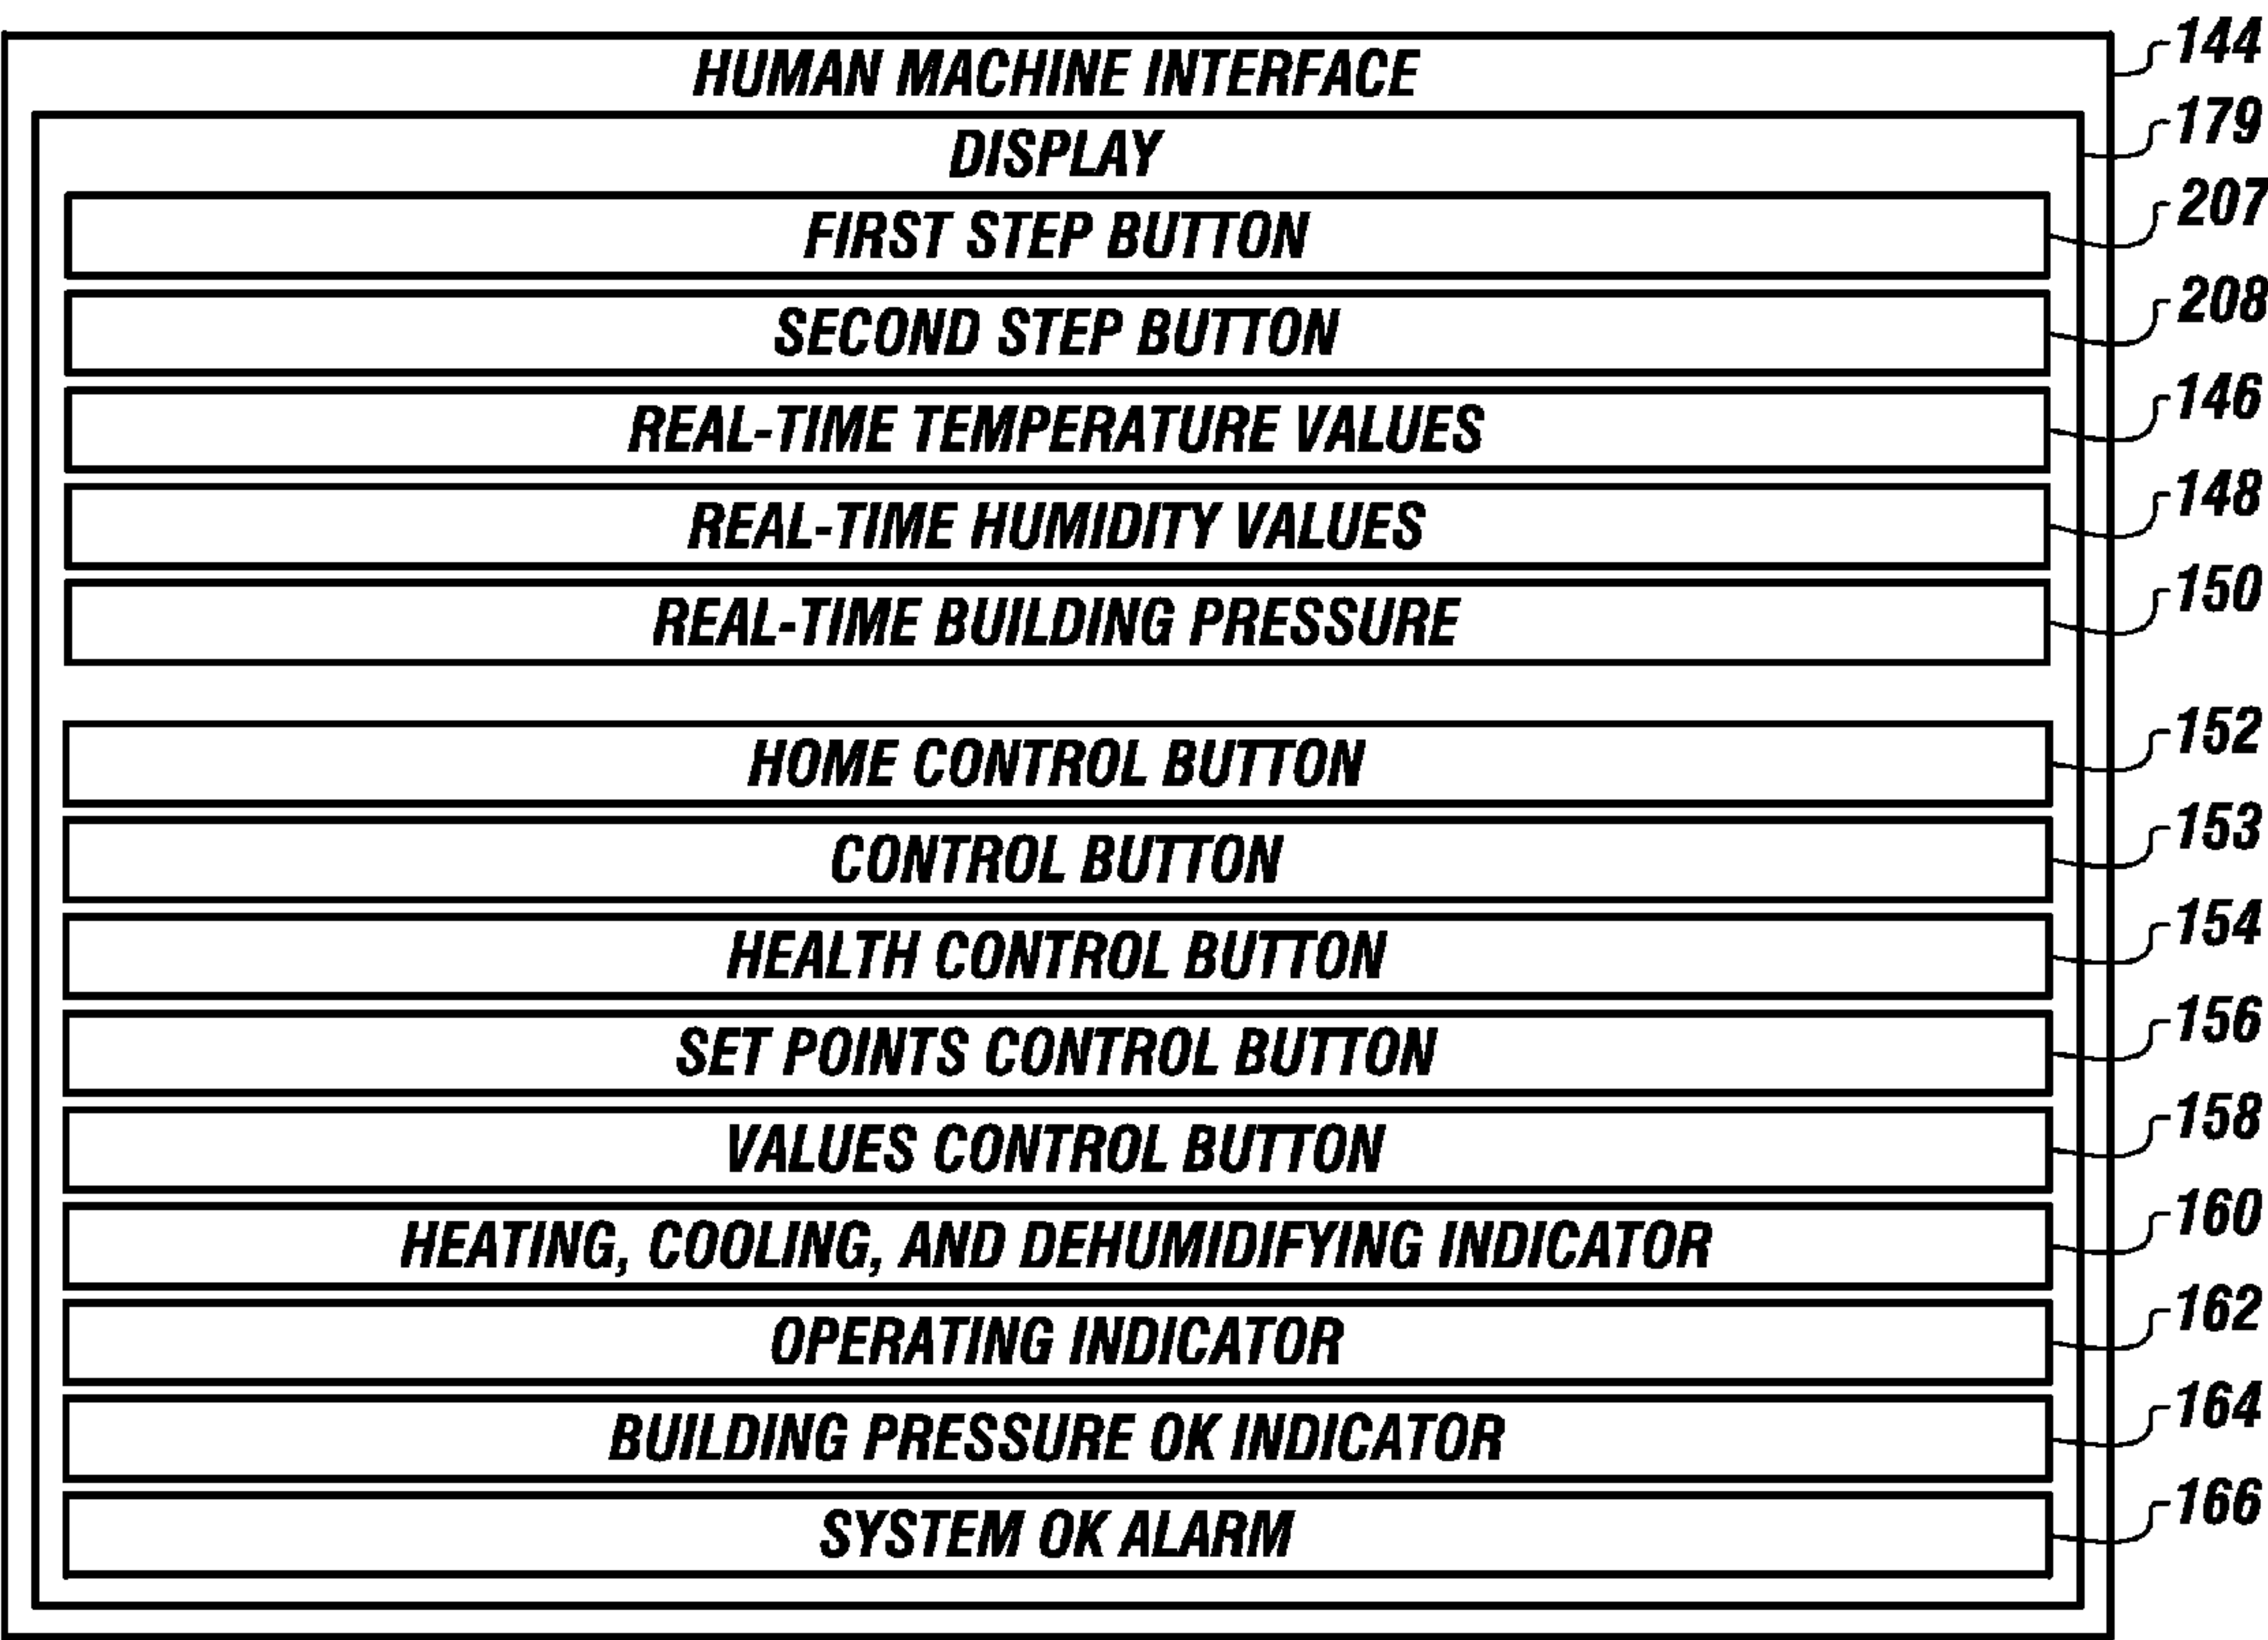 HUMAN MACHINE INTERFACE 144
DISPLAY 179
FIRST STEP BUTTON 207
SECOND STEP BUTTON 208
REAL-TIME TEMPERATURE VALUES 146
REAL-TIME HUMIDITY VALUES 148
REAL-TIME BUILDING PRESSURE 150
HOME CONTROL BUTTON 152
CONTROL BUTTON 153
HEALTH CONTROL BUTTON 154
SET POINTS CONTROL BUTTON 156
VALUES CONTROL BUTTON 158
HEATING, COOLING, AND DEHUMIDIFYING INDICATOR 160
OPERATING INDICATOR 162
BUILDING PRESSURE OK INDICATOR 164
SYSTEM OK ALARM 166